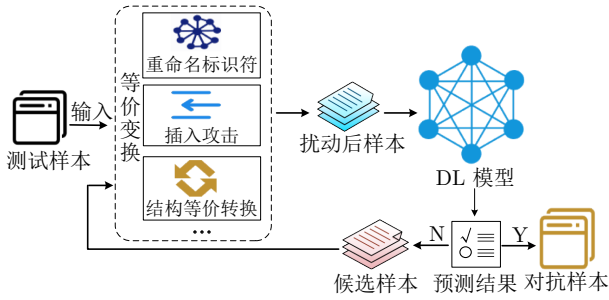 重命名标识符
等价变换
输入
插入攻击
测试样本
扰动后样本
DL 模型
结构等价转换
...
N
Y
候选样本
预测结果
对抗样本